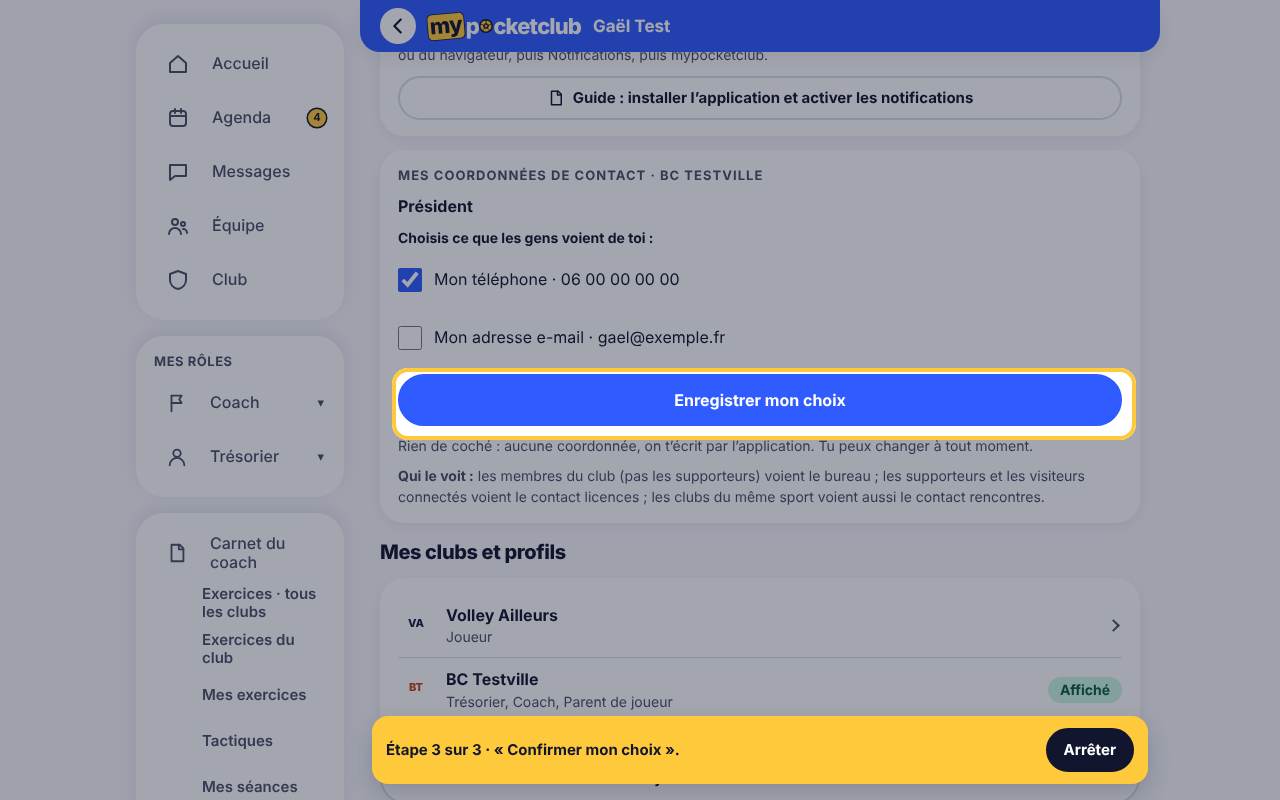 Accueil
Agenda
4
Messages
Équipe
Club
MES RÔLES
Coach
Trésorier
Carnet du
coach
Exercices · tous
les clubs
Exercices du
club
Mes exercices
Tactiques
Mes séances
mypocketclub Gaël Test
ou du navigateur, puis Notifications, puis mypocketclub.
Guide : installer l’application et activer les notifications
MES COORDONNÉES DE CONTACT · BC TESTVILLE
Président
Choisis ce que les gens voient de toi :
Mon téléphone · 06 00 00 00 00
Mon adresse e-mail · gael@exemple.fr
Enregistrer mon choix
Rien de coché : aucune coordonnée, on t’écrit par l’application. Tu peux changer à tout moment.
Qui le voit : les membres du club (pas les supporteurs) voient le bureau ; les supporteurs et les visiteurs
connectés voient le contact licences ; les clubs du même sport voient aussi le contact rencontres.
Mes clubs et profils
VA
Volley Ailleurs
Joueur
BT
BC Testville
Trésorier, Coach, Parent de joueur
Affiché
Étape 3 sur 3 · « Confirmer mon choix ».
Arrêter